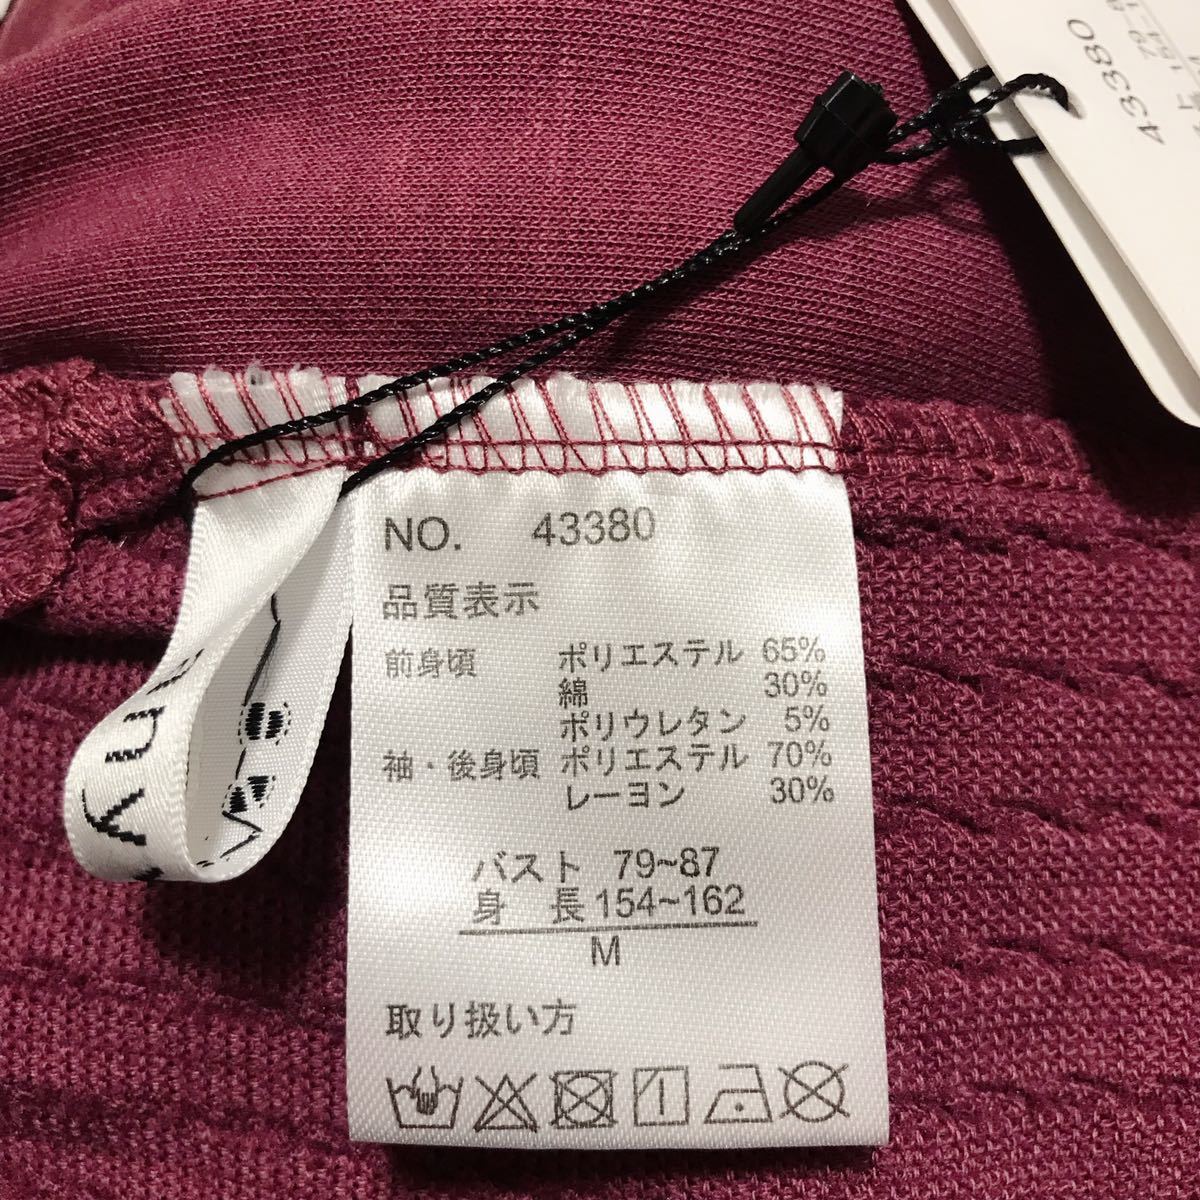 43380
NO. 43380
品質表示
前身頃 ポリエステル 65%
綿 30%
ポリウレタン 5%
袖・後身頃 ポリエステル 70%
レーヨン 30%
バスト 79~87
身 長 154~162
M
取り扱い方